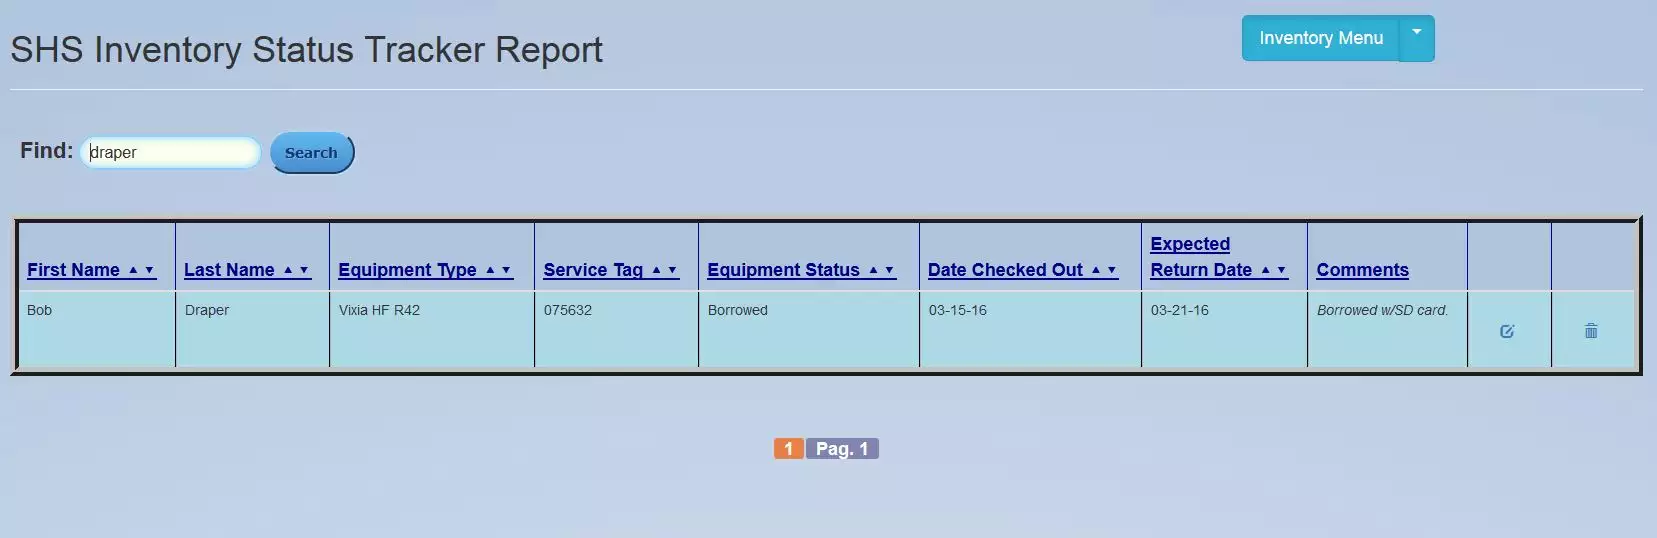 SHS Inventory Status Tracker Report
Inventory Menu
Find: draper Search
First Name ▲ ▼ Last Name ▲ ▼ Equipment Type ▲ ▼ Service Tag ▲ ▼ Equipment Status ▲ ▼ Date Checked Out ▲ ▼ Expected Return Date ▲ ▼ Comments
Bob Draper Vixia HF R42 075632 Borrowed 03-15-16 03-21-16 Borrowed w/SD card.
1 Pag. 1